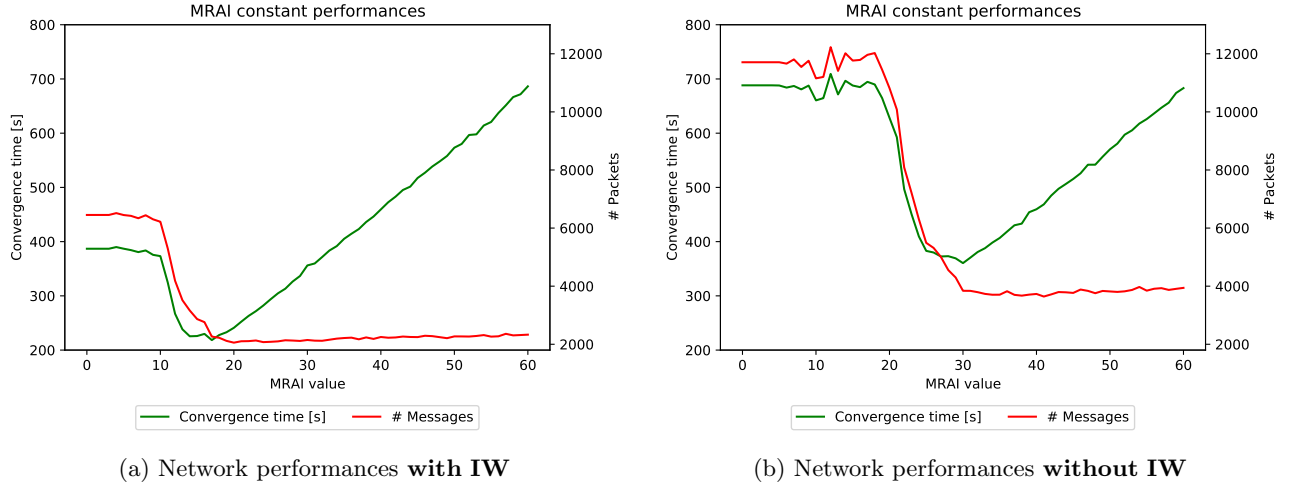 MRAI constant performances
800
700
600
500
400
300
200
Convergence time [s]
12000
10000
8000
6000
4000
2000
# Packets
0 10 20 30 40 50 60
MRAI value
Convergence time [s] # Messages
(a) Network performances with IW
MRAI constant performances
800
700
600
500
400
300
200
Convergence time [s]
12000
10000
8000
6000
4000
2000
# Packets
0 10 20 30 40 50 60
MRAI value
Convergence time [s] # Messages
(b) Network performances without IW